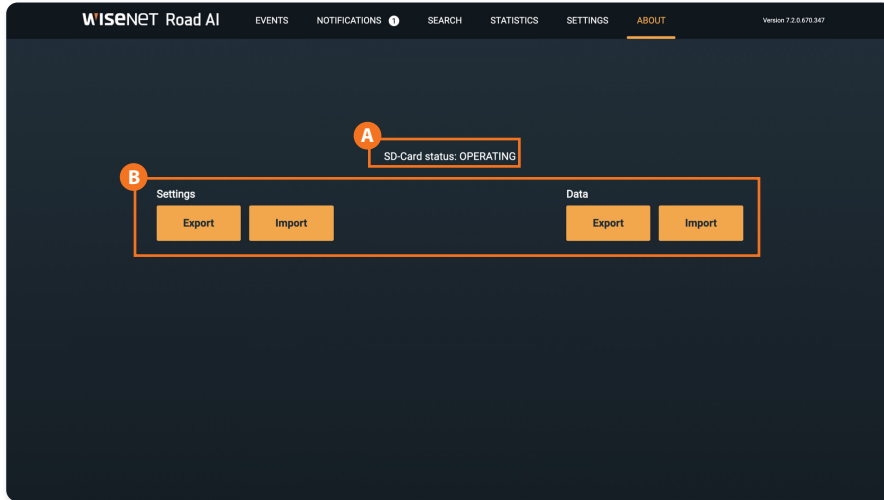 WISENET Road AI EVENTS NOTIFICATIONS 1 SEARCH STATISTICS SETTINGS ABOUT Version 7.2.0.670.347
A
SD-Card status: OPERATING
B
Settings Data
Export Import Export Import